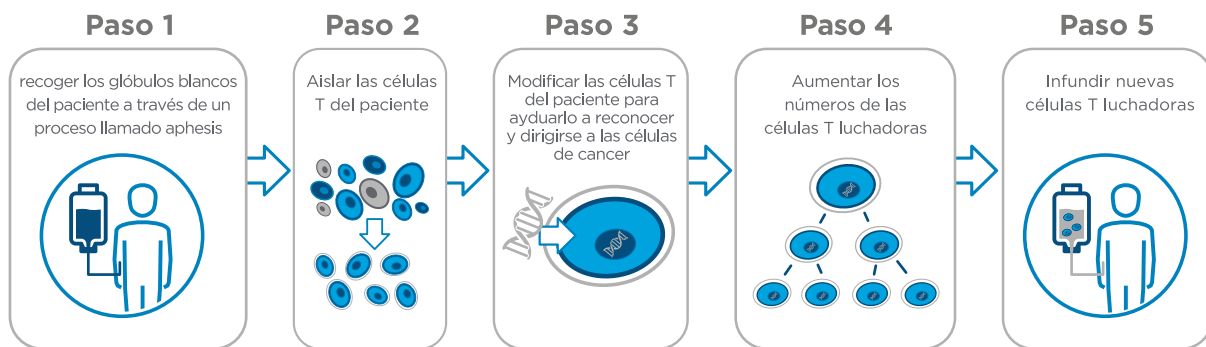 Paso 1
recoger los glóbulos blancos
del paciente a través de un
proceso llamado aphesis
Paso 2
Aislar las células
T del paciente
Paso 3
Modificar las células T
del paciente para
ayduarlo a reconocer
y dirigirse a las células
de cancer
Paso 4
Aumentar los
números de las
células T luchadoras
Paso 5
Infundir nuevas
células T luchadoras